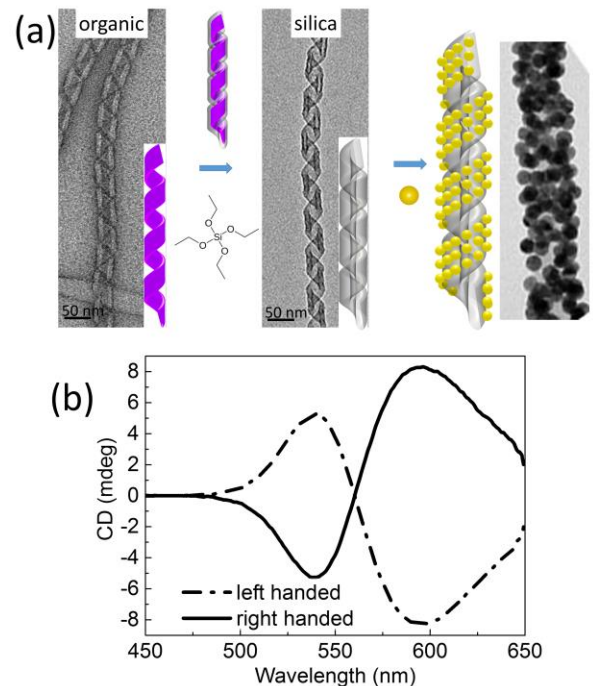 (a)
organic
silica
O
O
Si
O
O
50 nm
50 nm
(b)
CD (mdeg)
8
6
4
2
0
-2
-4
-6
-8
left handed
right handed
450 500 550 600 650
Wavelength (nm)